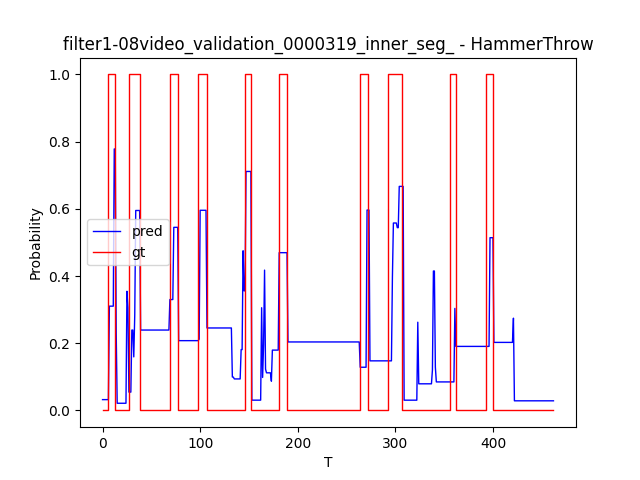 filter1-08video_validation_0000319_inner_seg_ - HammerThrow
1.0
0.8
0.6
0.4
0.2
0.0
Probability
pred
gt
0
100
200
300
400
T